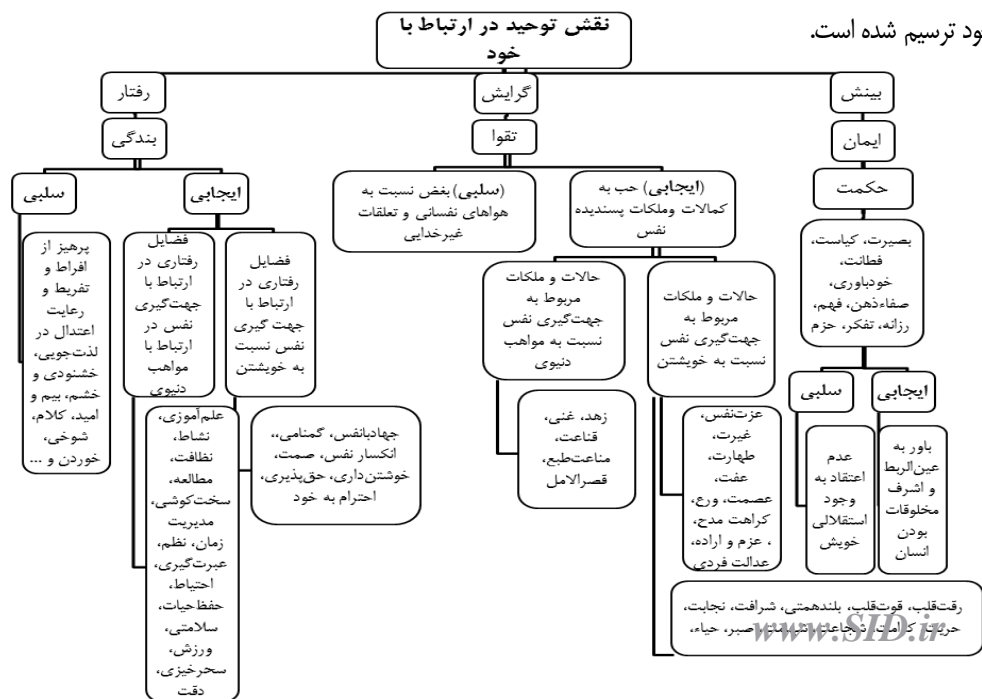 ود ترسیم شده است.
نقش توحید در ارتباط با
خود
بینش
گرایش
رفتار
ایمان
تقوا
بندگی
حکمت
بصیرت، کیاست،
فطانت،
خودباوری،
صفاءذهن، فهم،
رزانه، تفکر، حزم
ایجابی
باور به
عین‌الربط
و اشرف
مخلوقات
بودن
انسان
سلبی
عدم
اعتقاد به
وجود
استقلالی
خویش
(ایجابی) حب به
کمالات وملکات پسندیده
نفس
حالات و ملکات
مربوط به
جهت‌گیری نفس
نسبت به خویشتن
عزت‌نفس،
غیرت،
طهارت،
عفت،
عصمت، ورع،
کراهت مدح،
، عزم و اراده،
عدالت فردی
رقت‌قلب، قوت‌قلب، بلندهمتی، شرافت، نجابت،
صبر، حیاء،
حالات و ملکات
مربوط به
جهت‌گیری نفس
نسبت به مواهب
دنیوی
زهد، غنی،
قناعت،
مناعت‌طبع،
قصرالامل
(سلبی) بغض نسبت به
هواهای نفسانی و تعلقات
غیرخدایی
ایجابی
فضایل
رفتاری در
ارتباط با
جهت گیری
نفس نسبت
به خویشتن
جهادبانفس، گمنامی،،
انکسار نفس، صمت،
خوشتن‌داری، حق‌پذیری،
احترام به خود
فضایل
رفتاری در
ارتباط با
جهت‌گیری
نفس در
ارتباط با
مواهب
دنیوی
علم‌آموزی،
نشاط،
نظافت،
مطالعه،
سخت‌کوشی،
مدیریت
زمان، نظم،
عبرت‌گیری،
احتیاط،
حفظ‌حیات،
سلامتی،
ورزش،
سحرخیزی،
دقت
سلبی
پرهیز از
افراط و
تفریط و
رعایت
اعتدال در
لذت‌جویی،
خشنودی و
خشم، بیم و
امید، کلام،
شوخی،
خوردن و ...
www.SID.ir